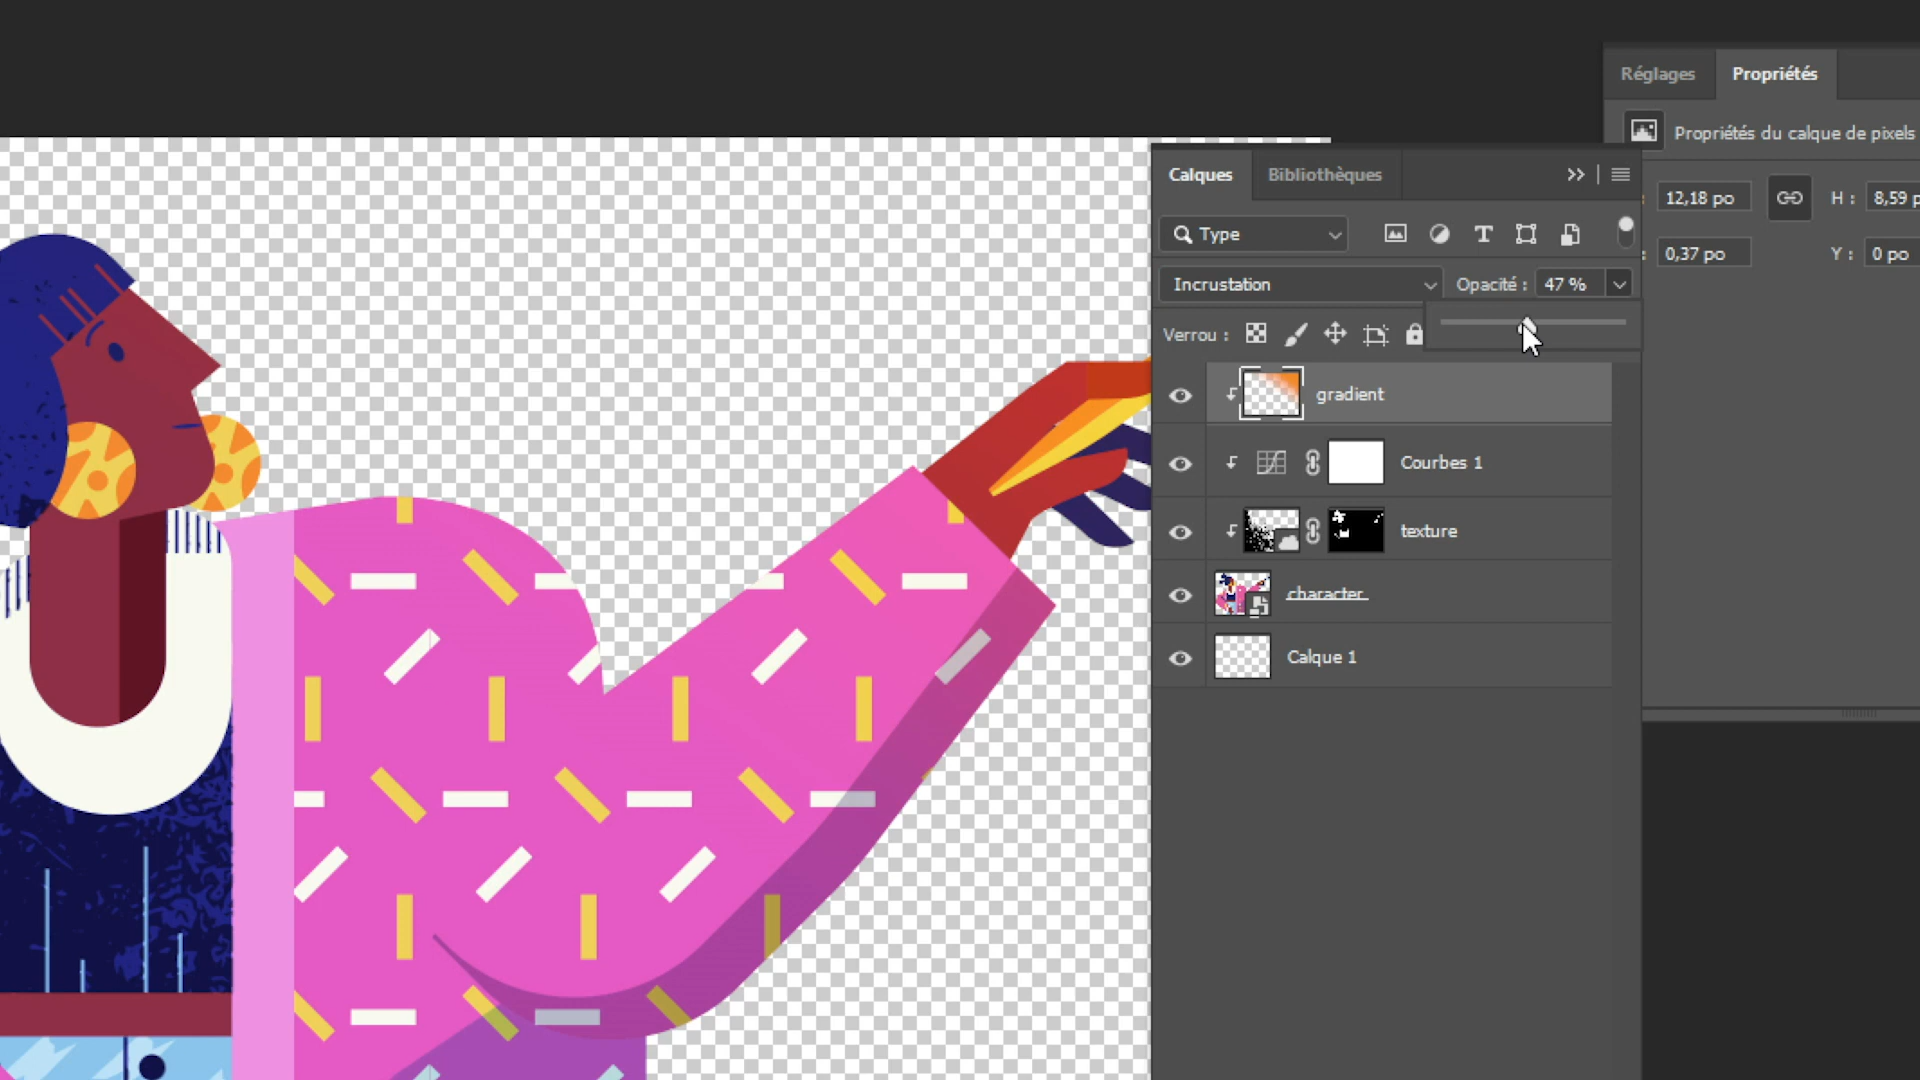 Réglages
Propriétés
Propriétés du calque de pixels
Calques
Bibliothèques
12,18 po
H :
8,59 p
Type
0,37 po
Y :
0 po
Incrustation
Opacité :
47 %
Verrou :
gradient
Courbes 1
texture
character
Calque 1